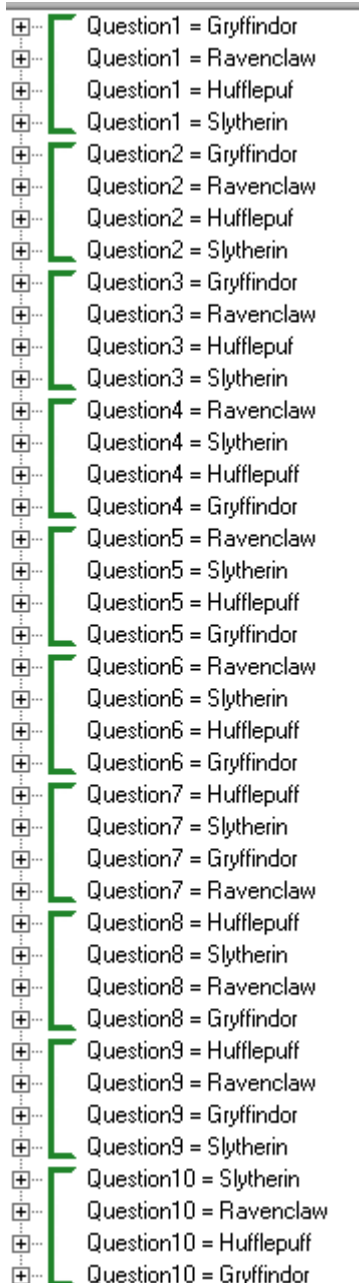 Question1 = Gryffindor
Question1 = Ravenclaw
Question1 = Hufflepuf
Question1 = Slytherin
Question2 = Gryffindor
Question2 = Ravenclaw
Question2 = Hufflepuf
Question2 = Slytherin
Question3 = Gryffindor
Question3 = Ravenclaw
Question3 = Hufflepuf
Question3 = Slytherin
Question4 = Ravenclaw
Question4 = Slytherin
Question4 = Hufflepuff
Question4 = Gryffindor
Question5 = Ravenclaw
Question5 = Slytherin
Question5 = Hufflepuff
Question5 = Gryffindor
Question6 = Ravenclaw
Question6 = Slytherin
Question6 = Hufflepuff
Question6 = Gryffindor
Question7 = Hufflepuff
Question7 = Slytherin
Question7 = Gryffindor
Question7 = Ravenclaw
Question8 = Hufflepuff
Question8 = Slytherin
Question8 = Ravenclaw
Question8 = Gryffindor
Question9 = Hufflepuff
Question9 = Ravenclaw
Question9 = Gryffindor
Question9 = Slytherin
Question10 = Slytherin
Question10 = Ravenclaw
Question10 = Hufflepuff
Question10 = Gryffindor